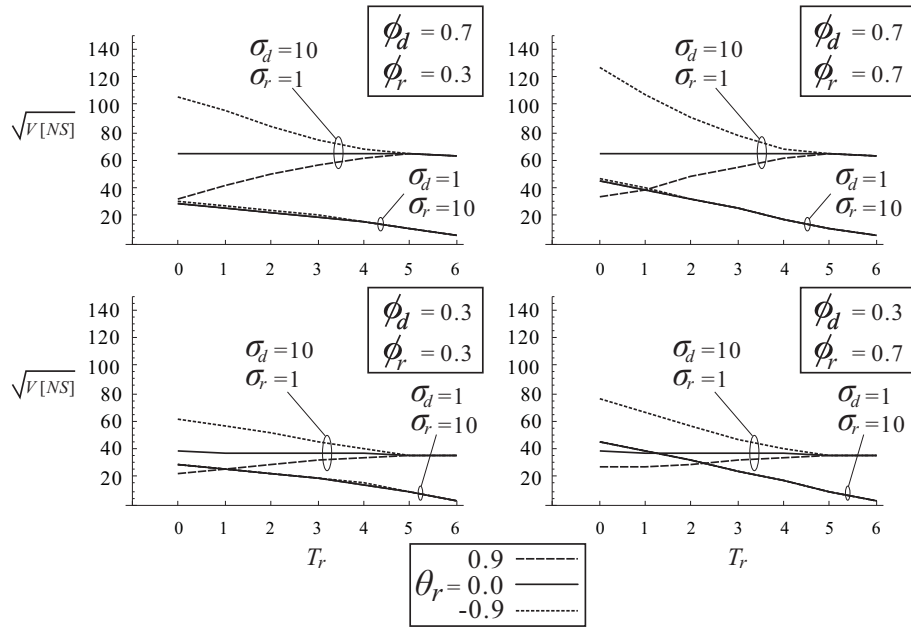 140
120
100
80
60
40
20
√V[NS]
σd=10
σr=1
ϕd = 0.7
ϕr = 0.3
σd=1
σr=10
0 1 2 3 4 5 6
140
120
100
80
60
40
20
σd=10
σr=1
ϕd = 0.7
ϕr = 0.7
σd=1
σr=10
0 1 2 3 4 5 6
140
120
100
80
60
40
20
√V[NS]
σd=10
σr=1
ϕd = 0.3
ϕr = 0.3
σd=1
σr=10
0 1 2 3 4 5 6
Tr
140
120
100
80
60
40
20
σd=10
σr=1
ϕd = 0.3
ϕr = 0.7
σd=1
σr=10
0 1 2 3 4 5 6
Tr
0.9
θr= 0.0
-0.9